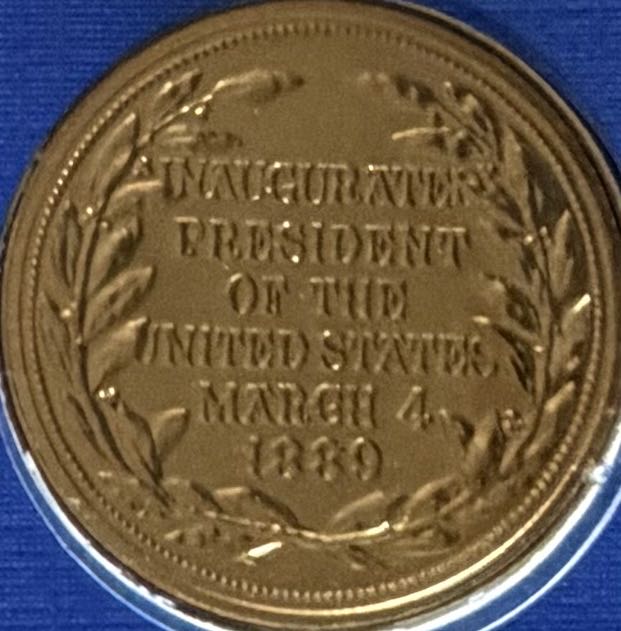 INAUGURATED
PRESIDENT
OF THE
UNITED STATES
MARCH 4
1889